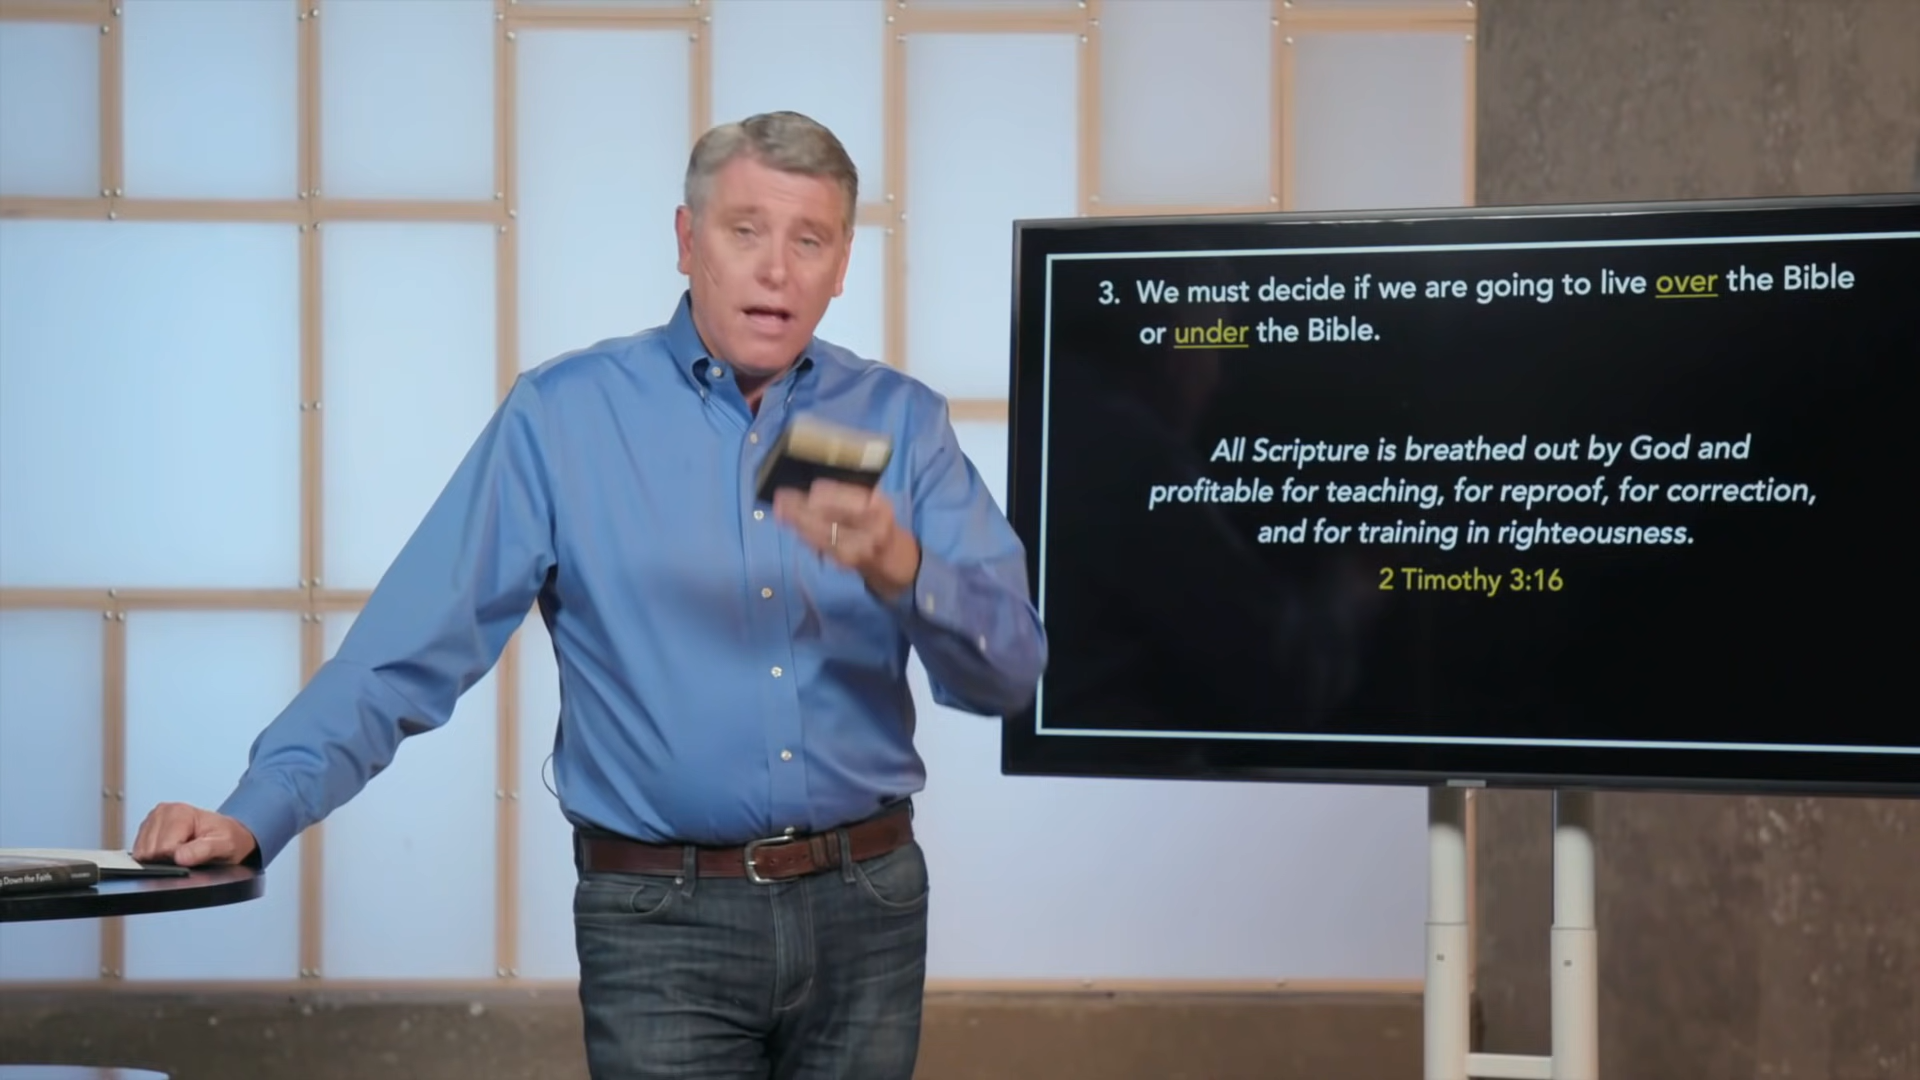 3. We must decide if we are going to live over the Bible
or under the Bible.
All Scripture is breathed out by God and
profitable for teaching, for reproof, for correction,
and for training in righteousness.
2 Timothy 3:16
Down the Faith